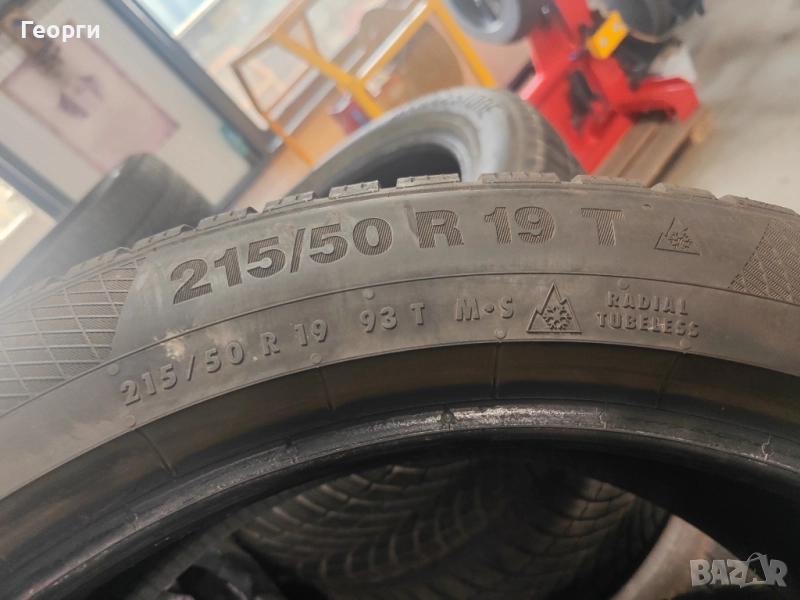 Георги
215/50 R 19 T
215/50 R 19 93 T M•S RADIAL
TUBELESS
BAZAR